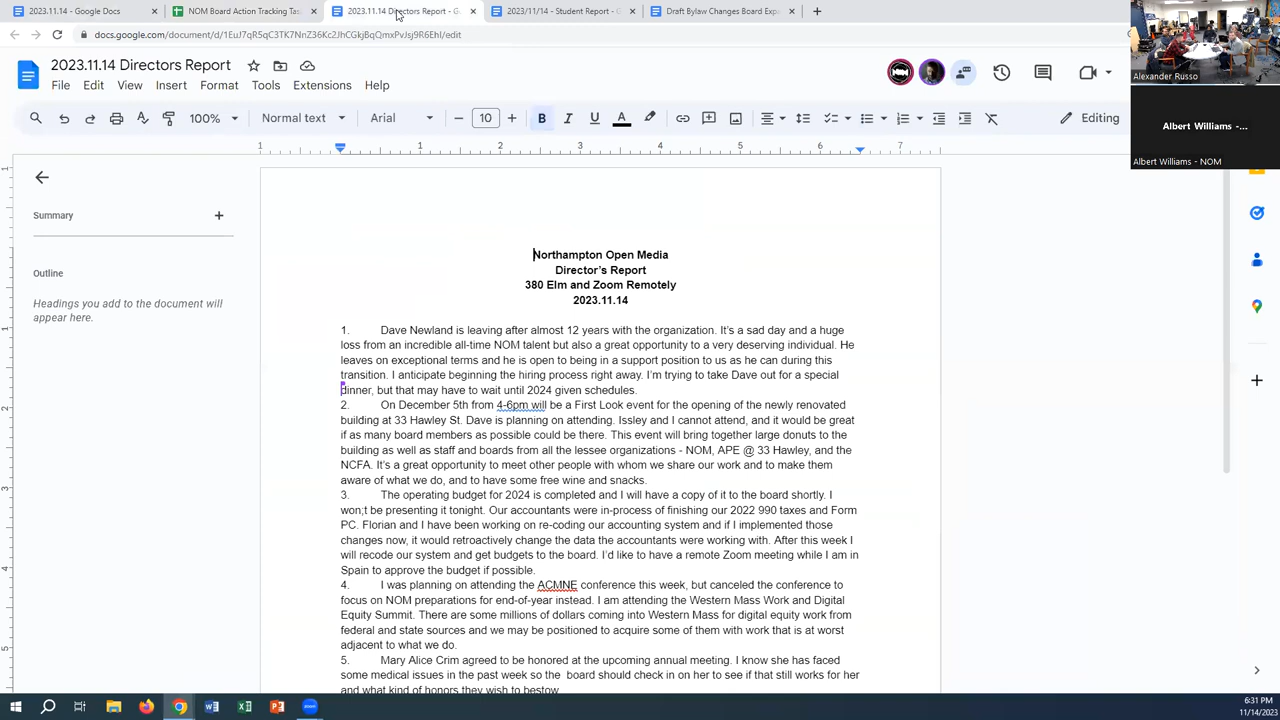 2023.11.14 - Google Docs
NOM Board Action Tracking Tas
2023.11.14 Directors Report - G
2023/11/14 - Student Report - G
Draft Bylaw Changes Board Exp
docs.google.com/document/d/1EuJ7qR5qC3TK7NnZ36Kc2JhCGkjBqQmxPvJsj9R6EhI/edit
2023.11.14 Directors Report
File Edit View Insert Format Tools Extensions Help
100% Normal text Arial 10 B I U A Editing
1 1 2 3 4 5 6 7
Summary
Outline
Headings you add to the document will
appear here.
Northampton Open Media
Director's Report
380 Elm and Zoom Remotely
2023.11.14
1. Dave Newland is leaving after almost 12 years with the organization. It's a sad day and a huge
loss from an incredible all-time NOM talent but also a great opportunity to a very deserving individual. He
leaves on exceptional terms and he is open to being in a support position to us as he can during this
transition. I anticipate beginning the hiring process right away. I'm trying to take Dave out for a special
dinner, but that may have to wait until 2024 given schedules.
2. On December 5th from 4-6pm will be a First Look event for the opening of the newly renovated
building at 33 Hawley St. Dave is planning on attending. Issley and I cannot attend, and it would be great
if as many board members as possible could be there. This event will bring together large donuts to the
building as well as staff and boards from all the lessee organizations - NOM, APE @ 33 Hawley, and the
NCFA. It's a great opportunity to meet other people with whom we share our work and to make them
aware of what we do, and to have some free wine and snacks.
3. The operating budget for 2024 is completed and I will have a copy of it to the board shortly. I
won;t be presenting it tonight. Our accountants were in-process of finishing our 2022 990 taxes and Form
PC. Florian and I have been working on re-coding our accounting system and if I implemented those
changes now, it would retroactively change the data the accountants were working with. After this week I
will recode our system and get budgets to the board. I'd like to have a remote Zoom meeting while I am in
Spain to approve the budget if possible.
4. I was planning on attending the ACMNE conference this week, but canceled the conference to
focus on NOM preparations for end-of-year instead. I am attending the Western Mass Work and Digital
Equity Summit. There are some millions of dollars coming into Western Mass for digital equity work from
federal and state sources and we may be positioned to acquire some of them with work that is at worst
adjacent to what we do.
5. Mary Alice Crim agreed to be honored at the upcoming annual meeting. I know she has faced
some medical issues in the past week so the board should check in on her to see if that still works for her
and what kind of honors they wish to bestow
Alexander Russo
Albert Williams -...
Albert Williams - NOM
6:31 PM
11/14/2023